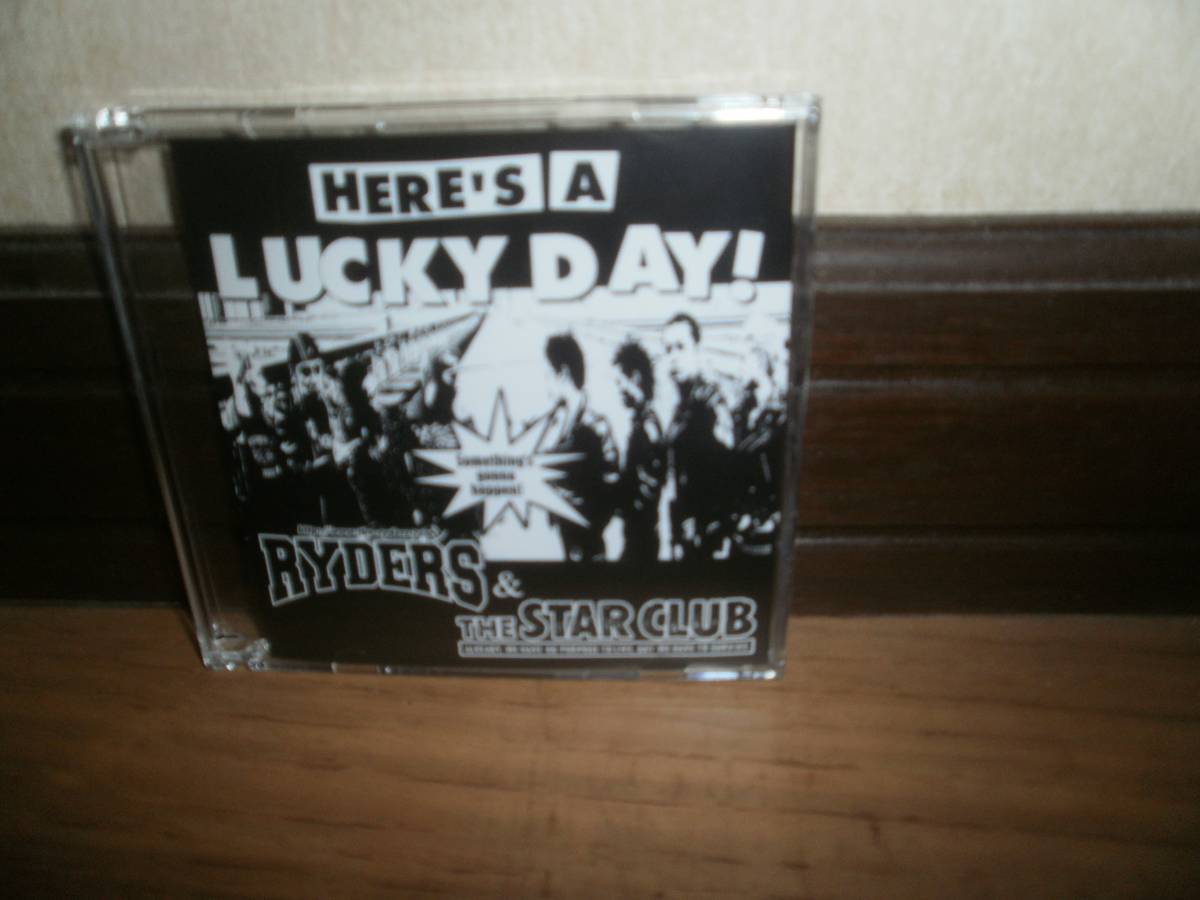 HERE'S A
LUCKY DAY!
Something's
gonna
happen!
RYDERS &
THE STAR CLUB